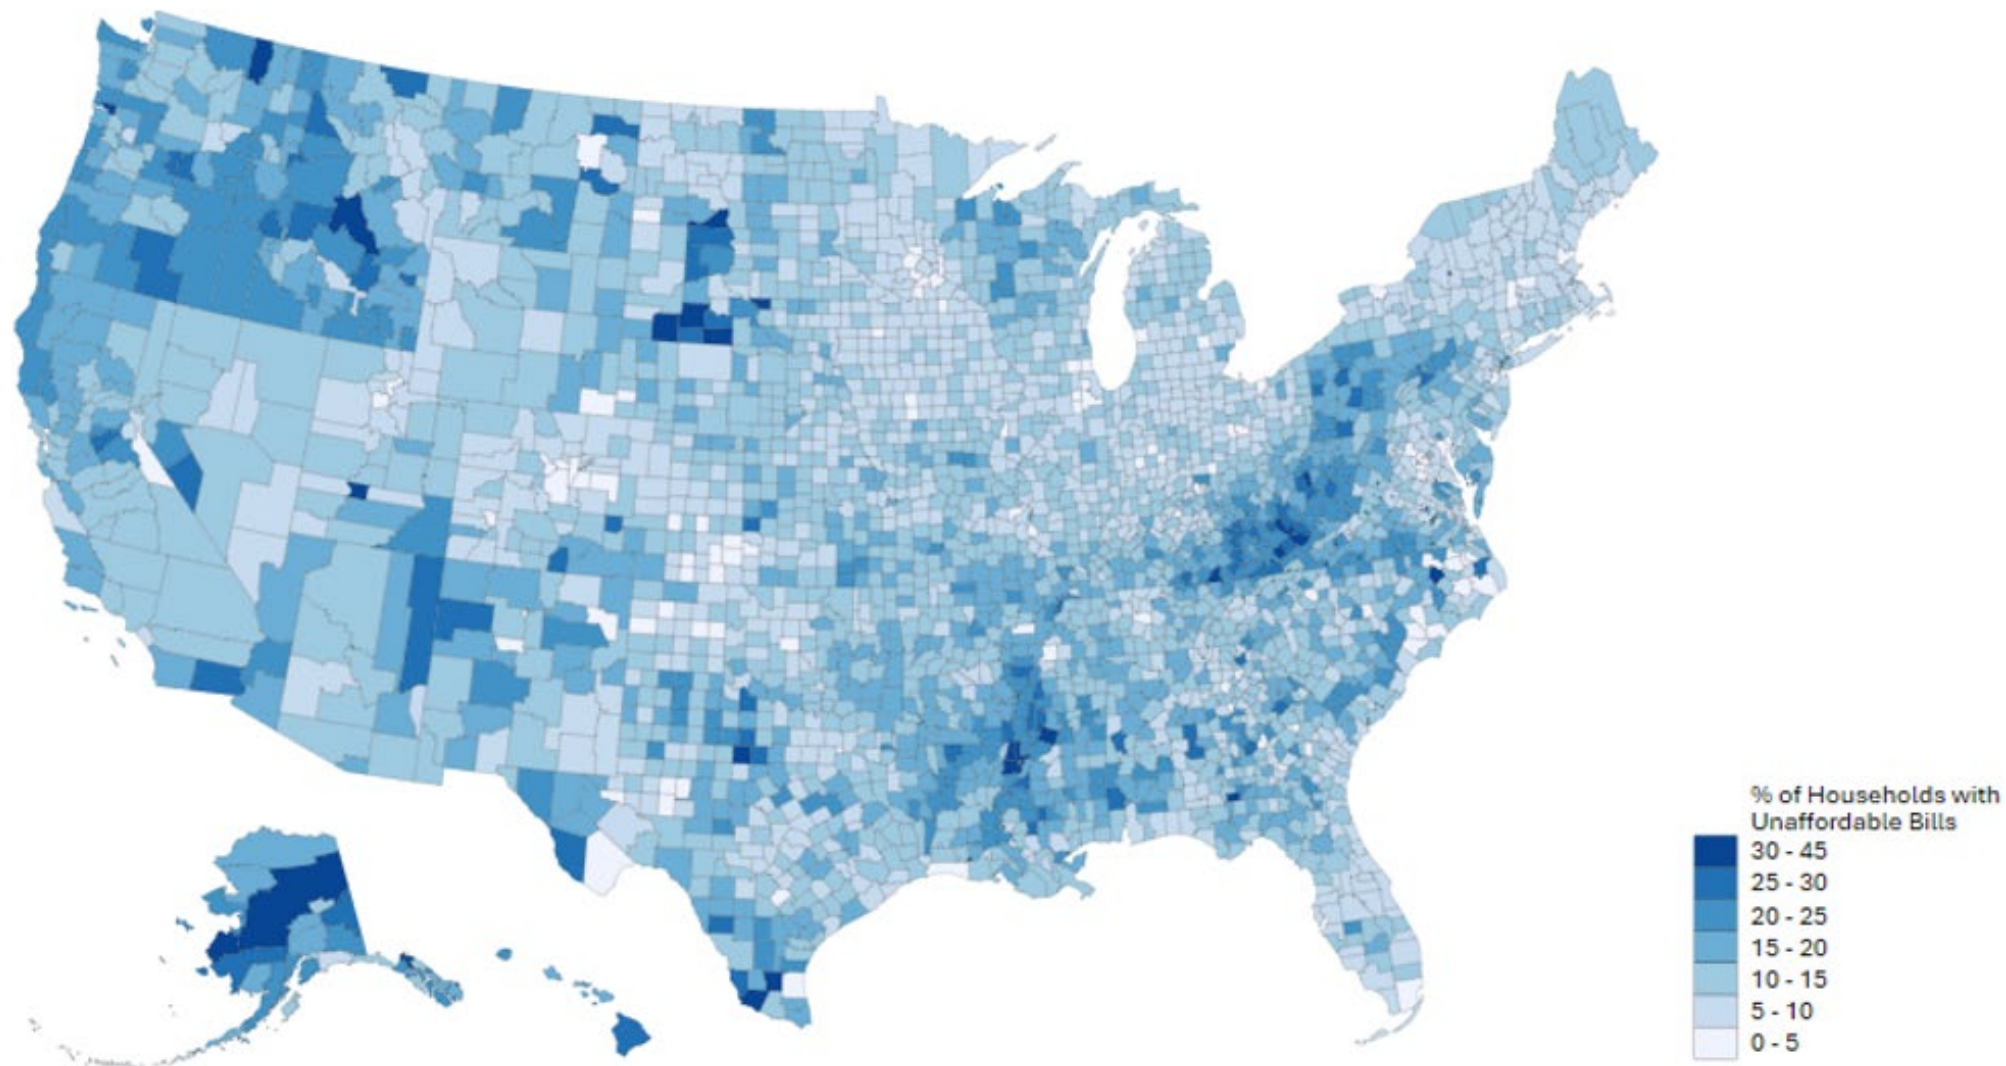 % of Households with
Unaffordable Bills
30 - 45
25 - 30
20 - 25
15 - 20
10 - 15
5 - 10
0 - 5